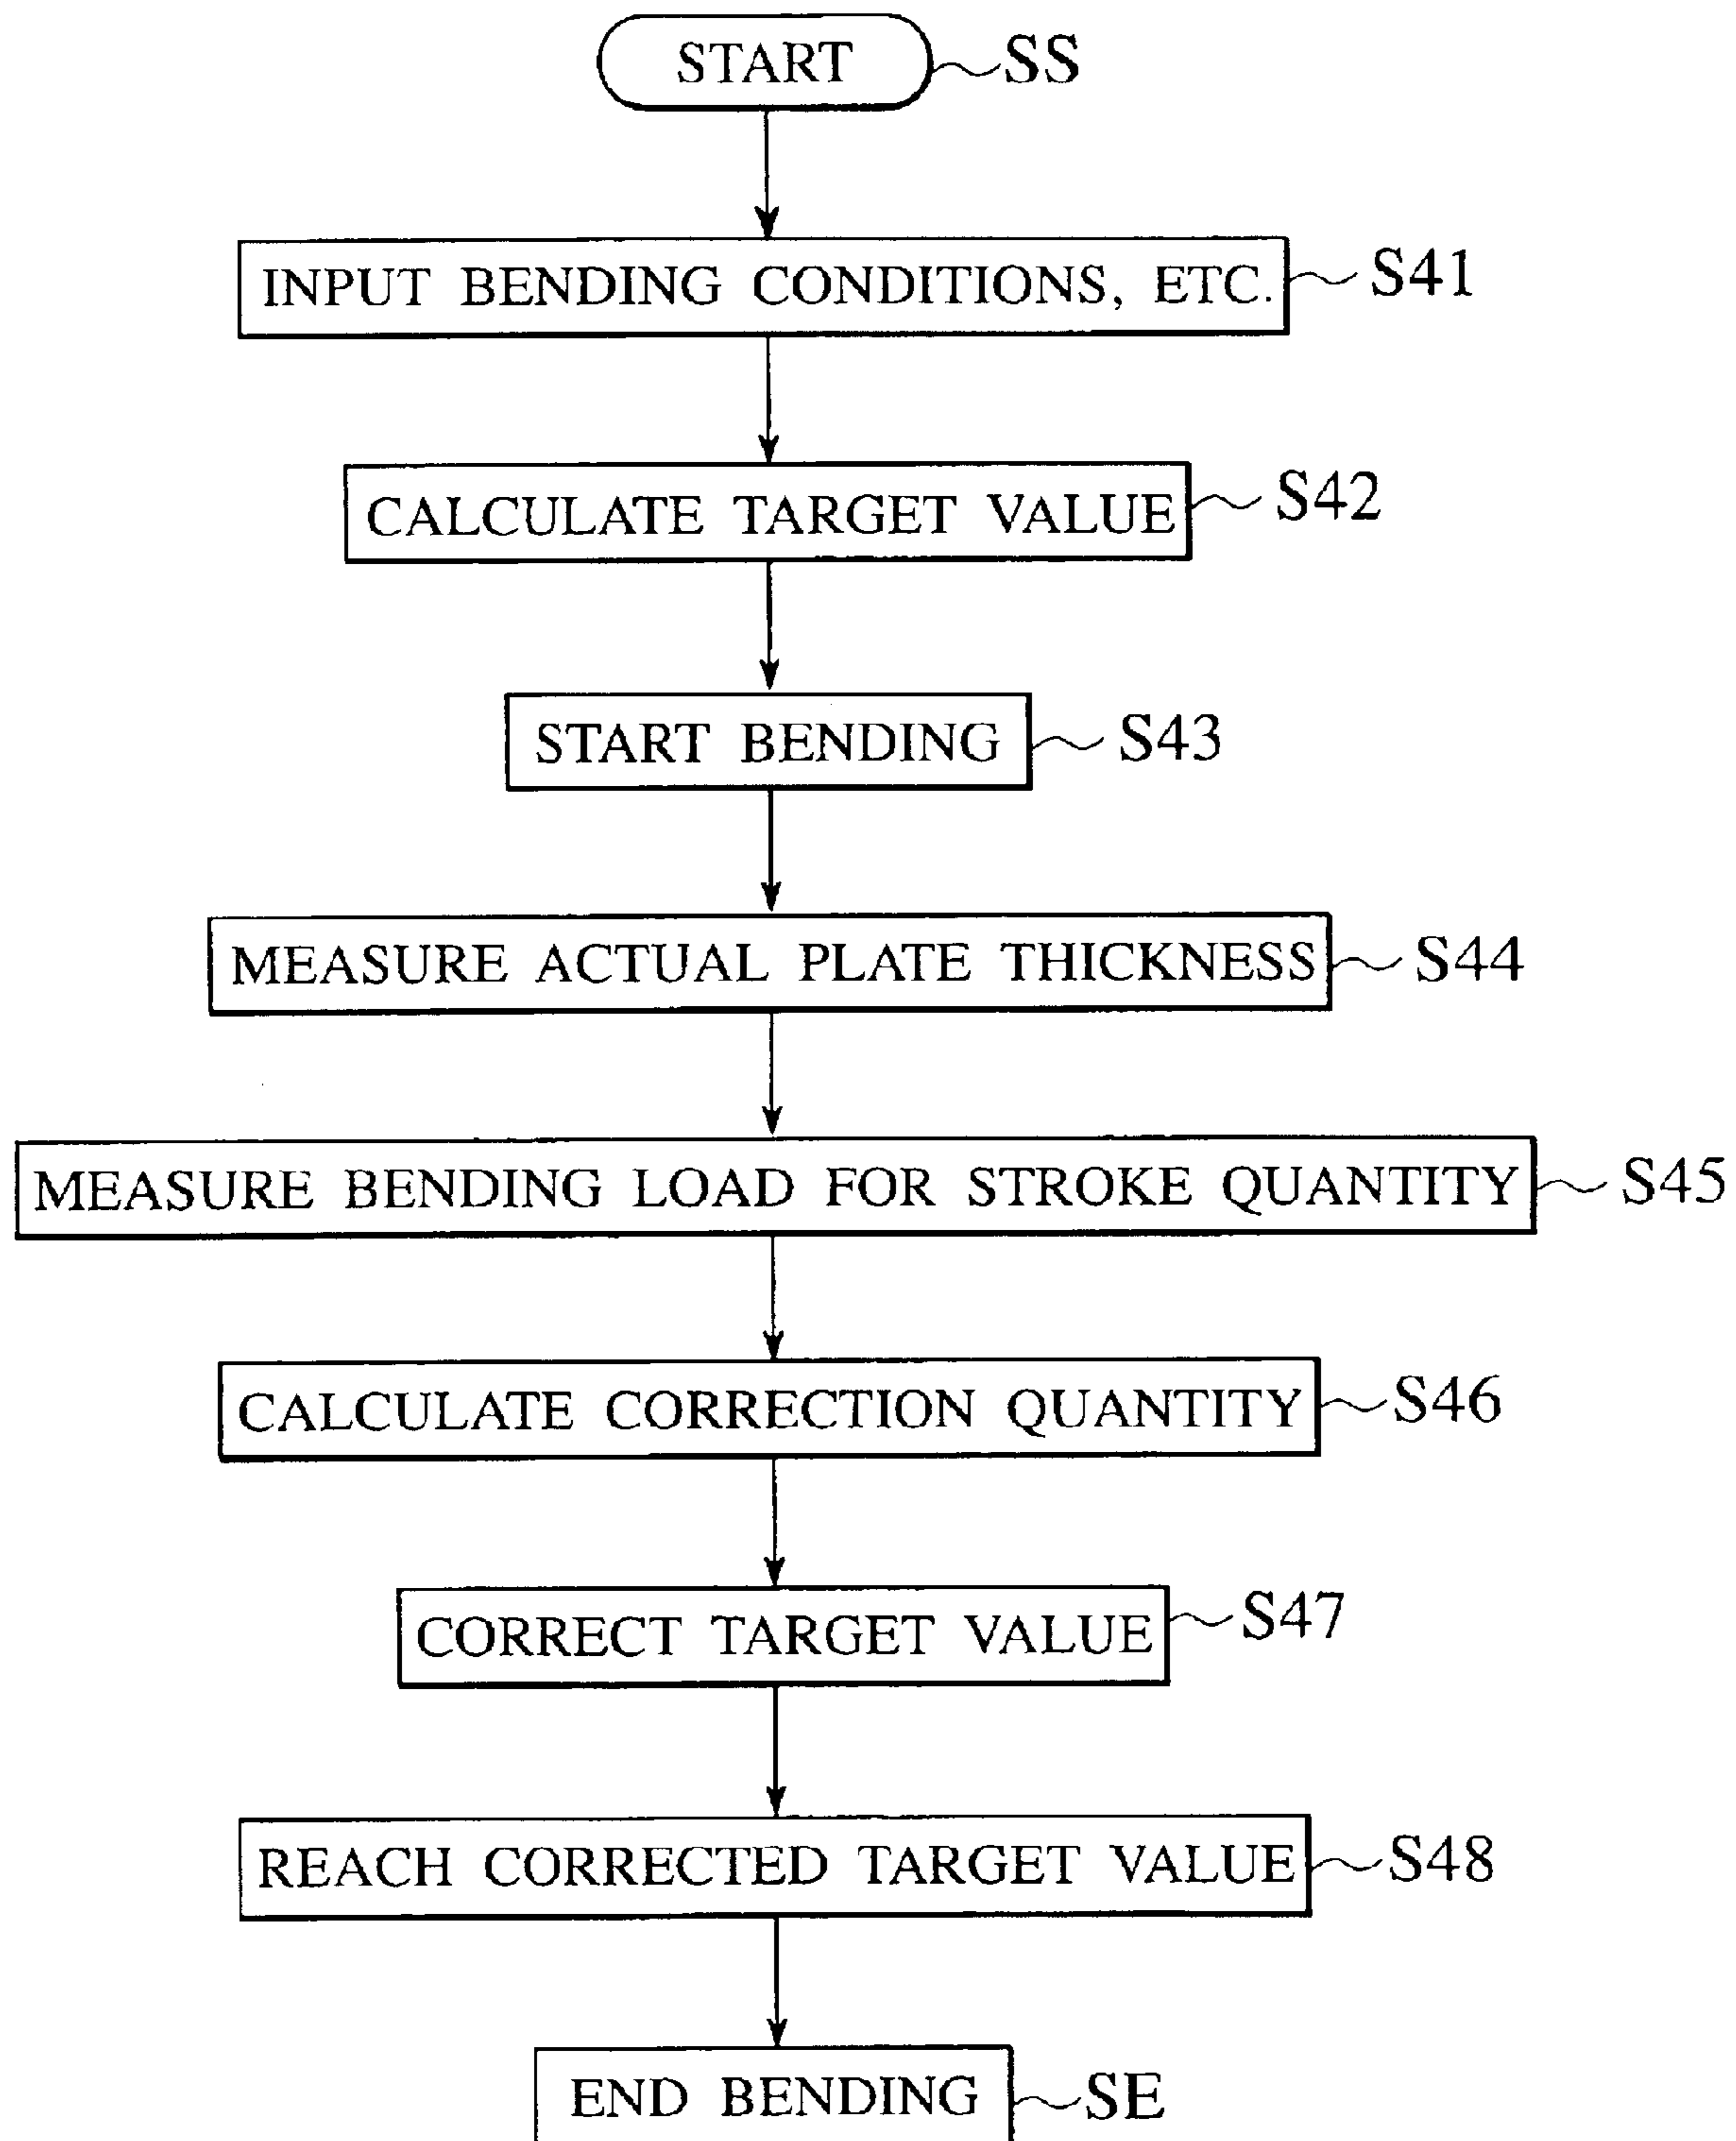 START SS
INPUT BENDING CONDITIONS, ETC. S41
CALCULATE TARGET VALUE S42
START BENDING S43
MEASURE ACTUAL PLATE THICKNESS S44
MEASURE BENDING LOAD FOR STROKE QUANTITY S45
CALCULATE CORRECTION QUANTITY S46
CORRECT TARGET VALUE S47
REACH CORRECTED TARGET VALUE S48
END BENDING SE